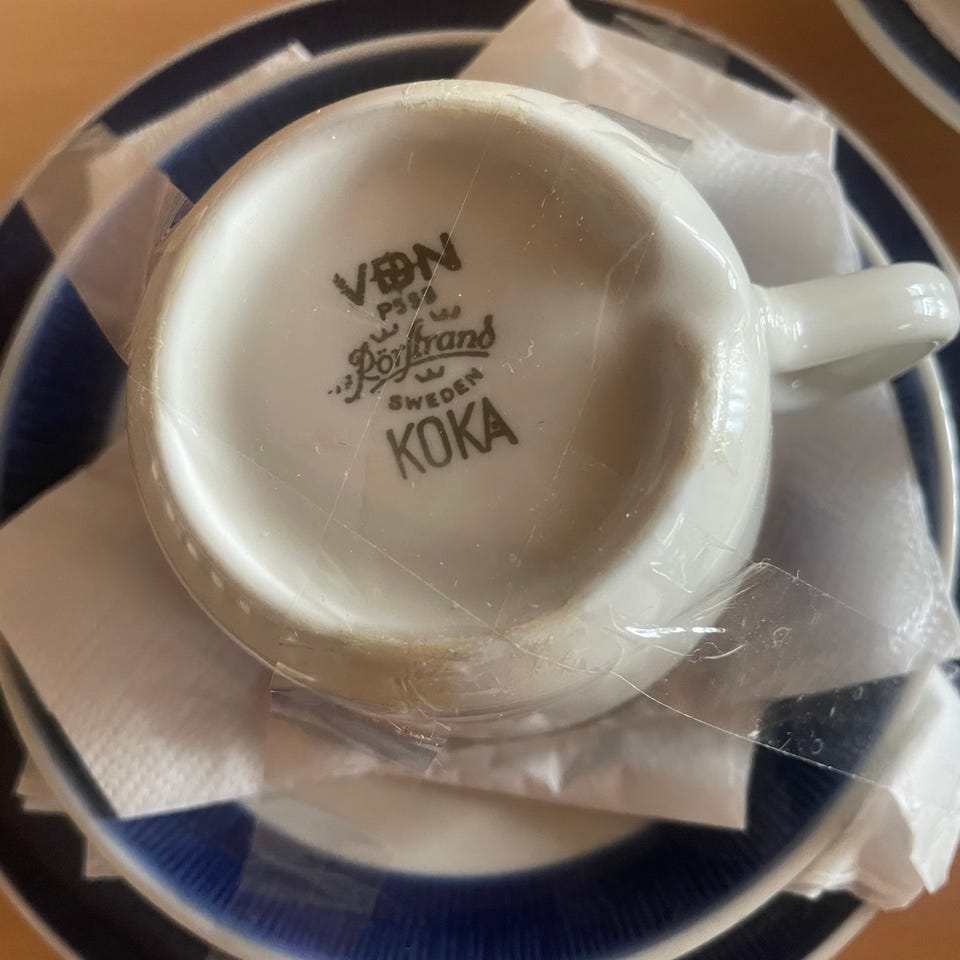 VDN
Rörstrand
SWEDEN
KOKA